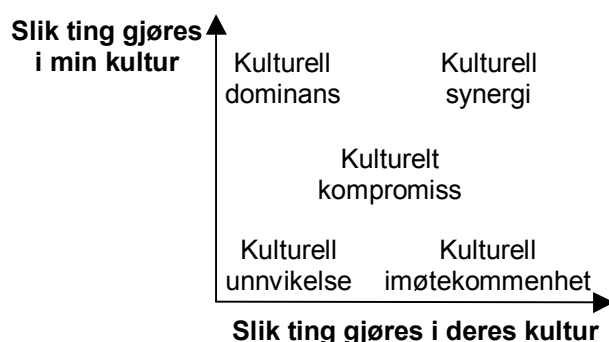 Slik ting gjøres
i min kultur
Kulturell
dominans
Kulturell
synergi
Kulturelt
kompromiss
Kulturell
unnvikelse
Kulturell
imøtekommenhet
Slik ting gjøres i deres kultur